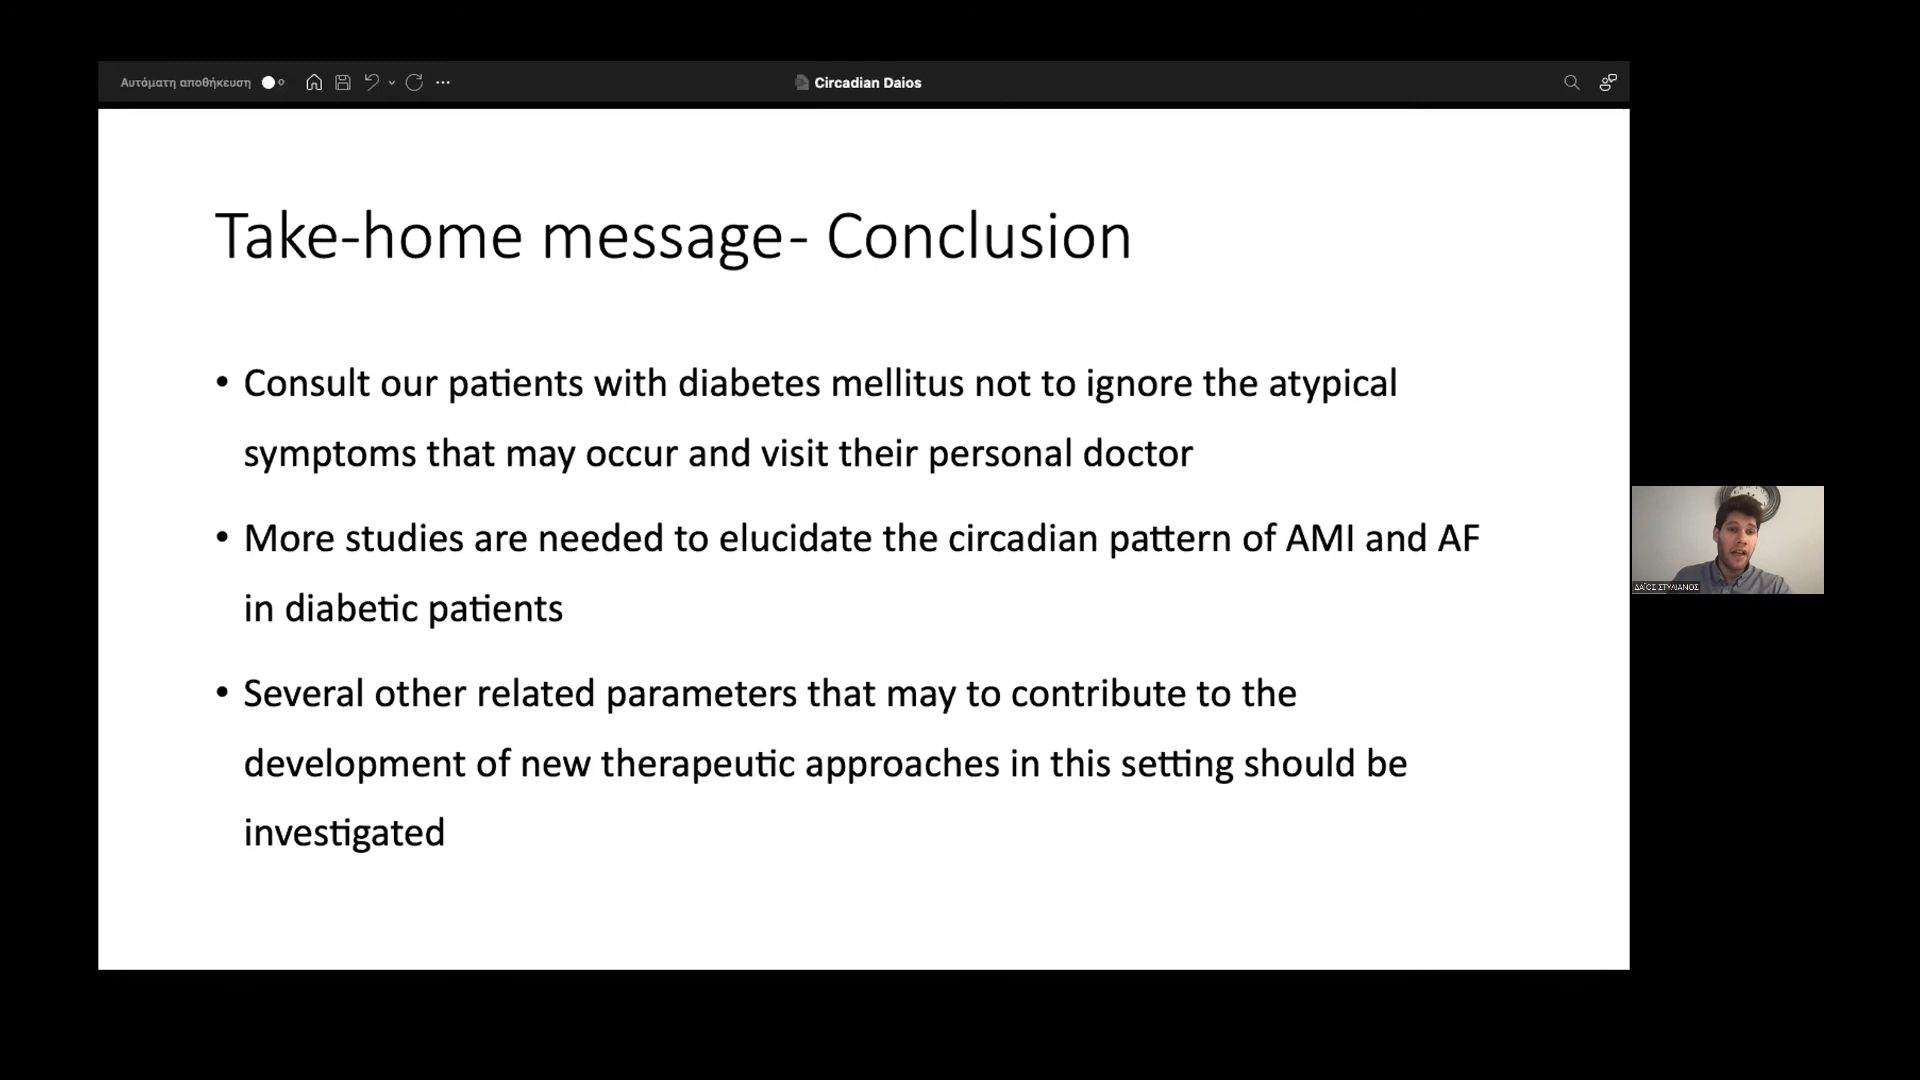 Αυτόματη αποθήκευση
Circadian Daios
Take-home message- Conclusion
• Consult our patients with diabetes mellitus not to ignore the atypical
symptoms that may occur and visit their personal doctor
• More studies are needed to elucidate the circadian pattern of AMI and AF
in diabetic patients
• Several other related parameters that may to contribute to the
development of new therapeutic approaches in this setting should be
investigated
ΔΑΪΟΣ ΣΤΥΛΙΑΝΟΣ